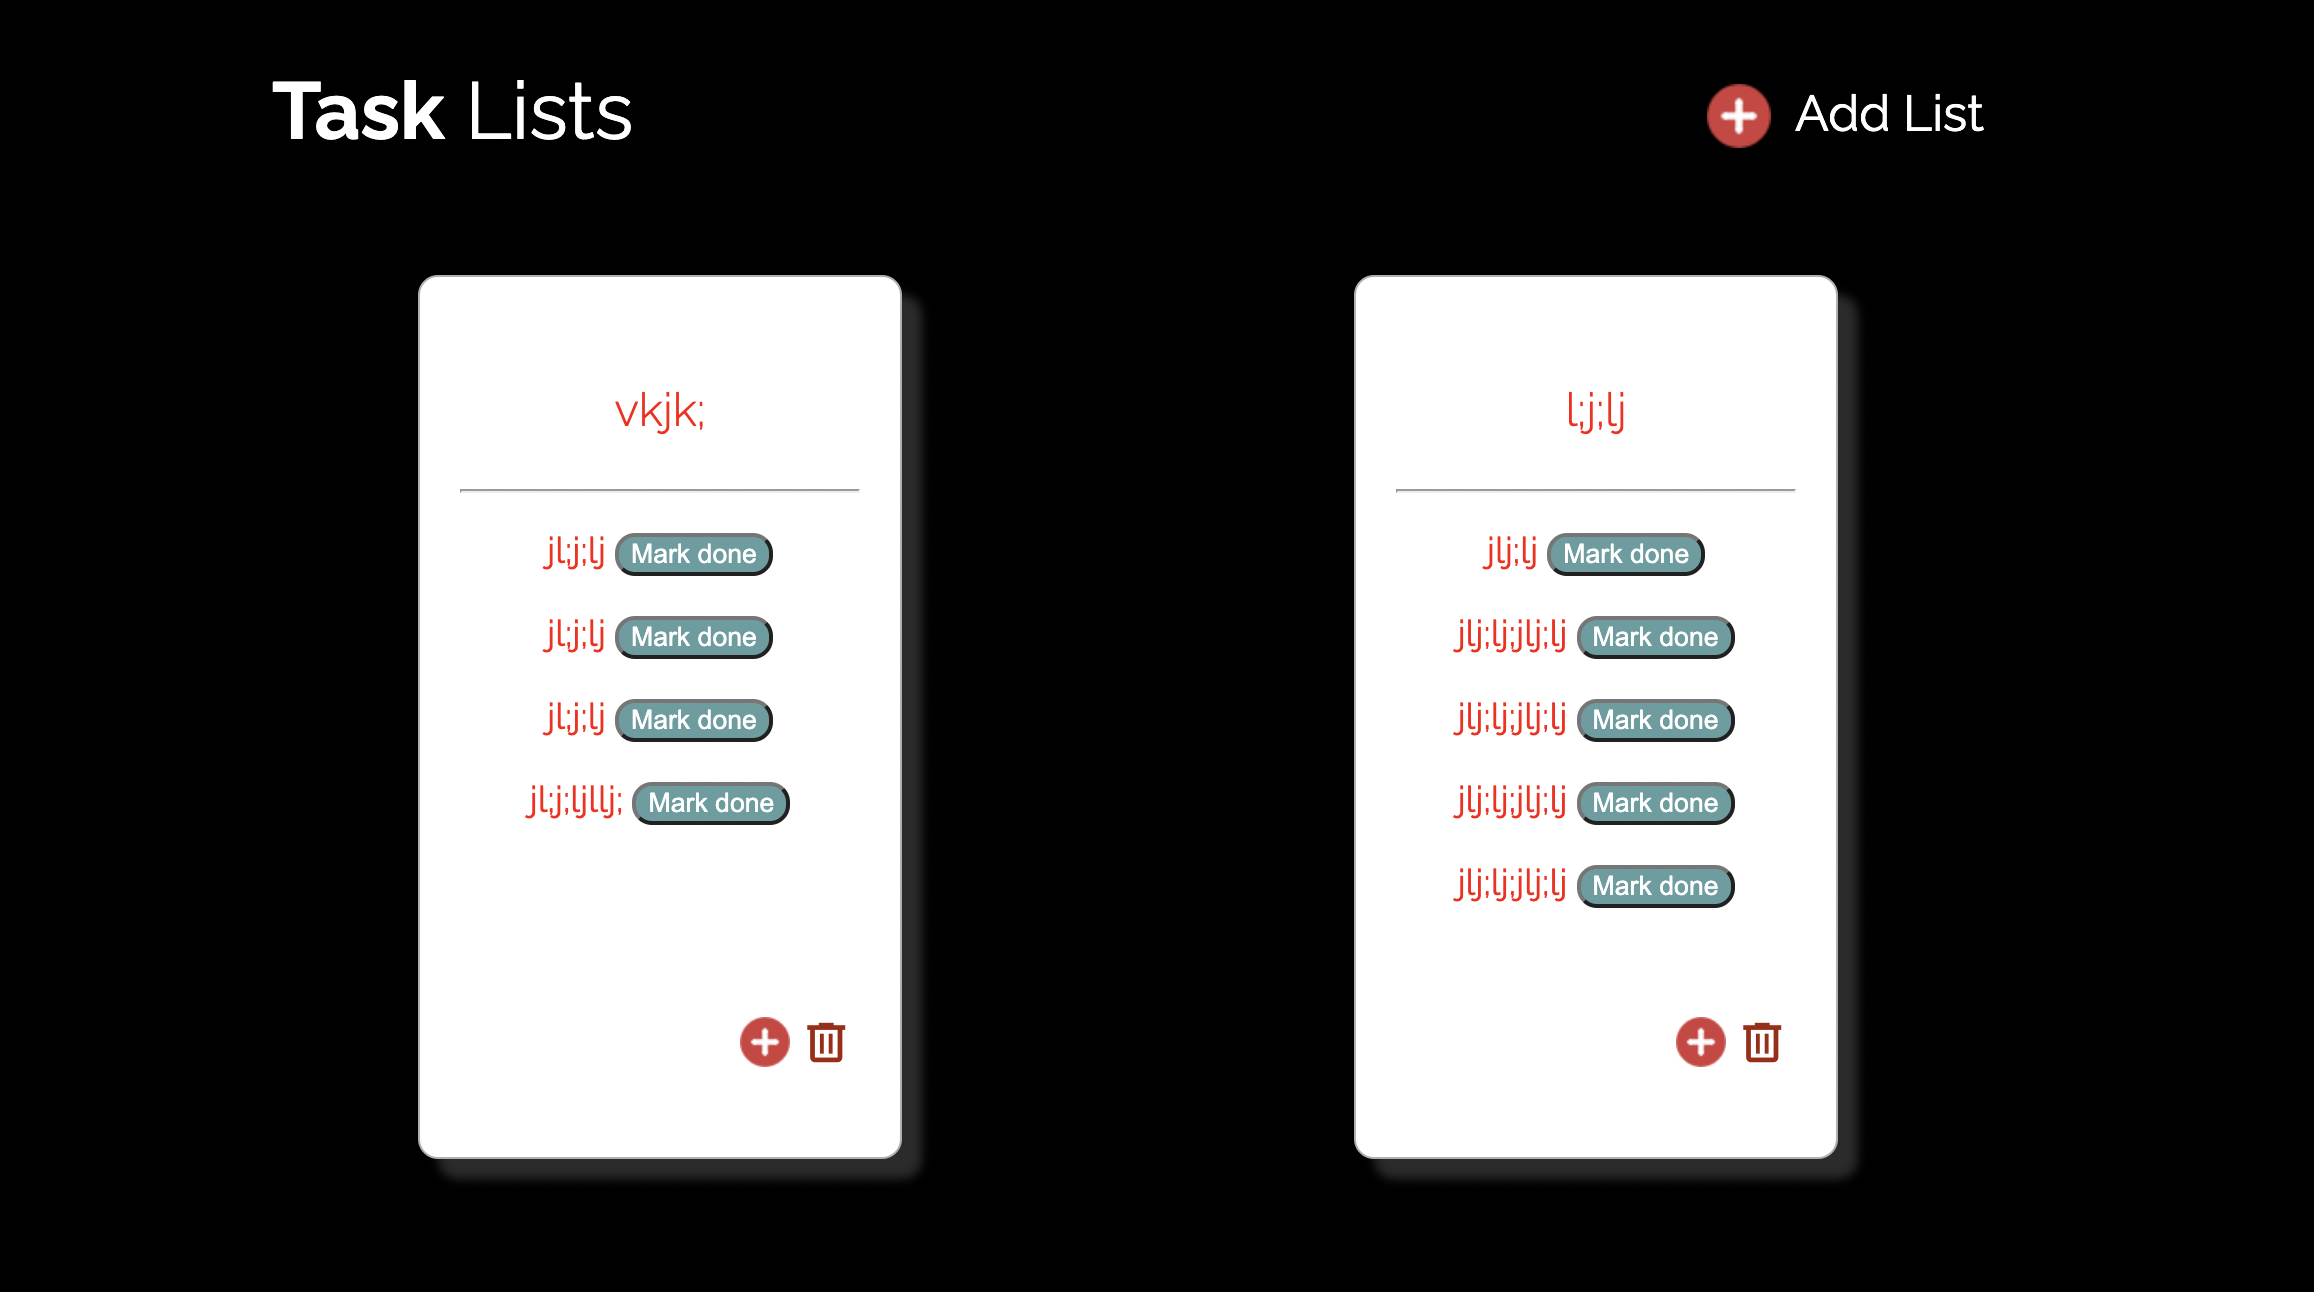 Task Lists
Add List
vkjk;
jl;j;lj Mark done
jl;j;lj Mark done
jl;j;lj Mark done
jl;j;ljllj; Mark done
l;j;lj
jlj;lj Mark done
jlj;lj;jlj;lj Mark done
jlj;lj;jlj;lj Mark done
jlj;lj;jlj;lj Mark done
jlj;lj;jlj;lj Mark done